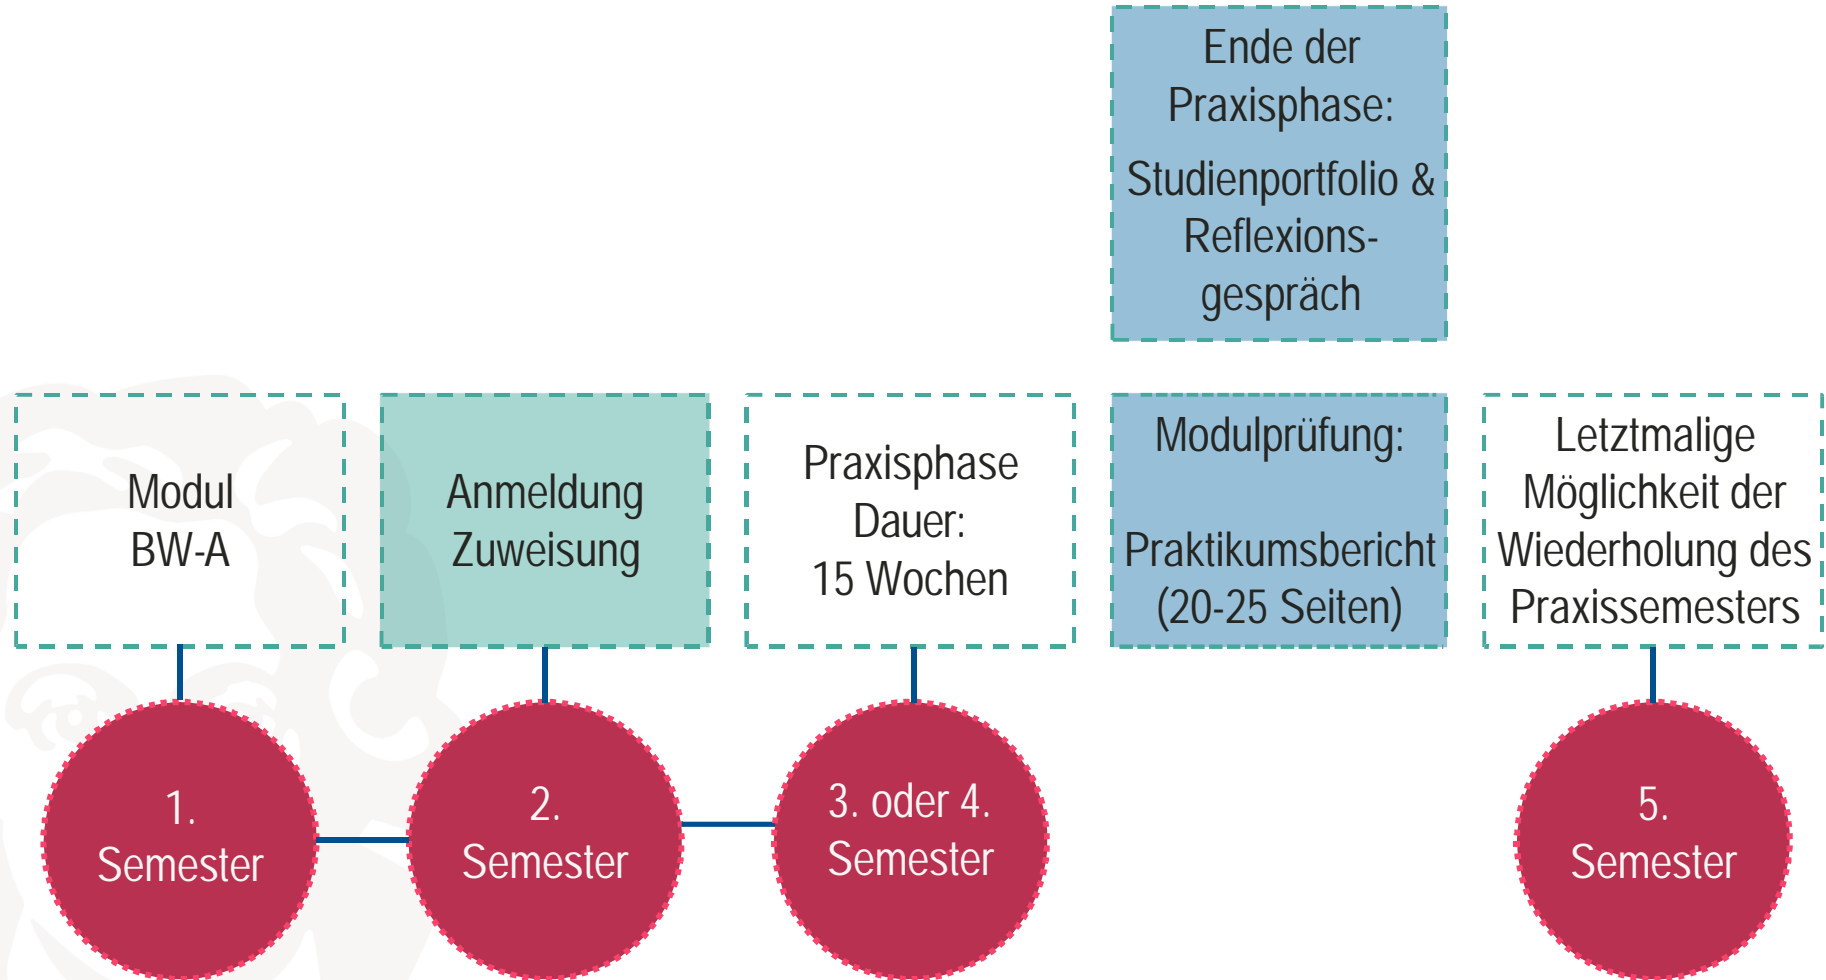 Ende der
Praxisphase:
Studienportfolio &
Reflexions-
gespräch
Modul
BW-A
Anmeldung
Zuweisung
Praxisphase
Dauer:
15 Wochen
Modulprüfung:
Praktikumsbericht
(20-25 Seiten)
Letztmalige
Möglichkeit der
Wiederholung des
Praxissemesters
1.
Semester
2.
Semester
3. oder 4.
Semester
5.
Semester